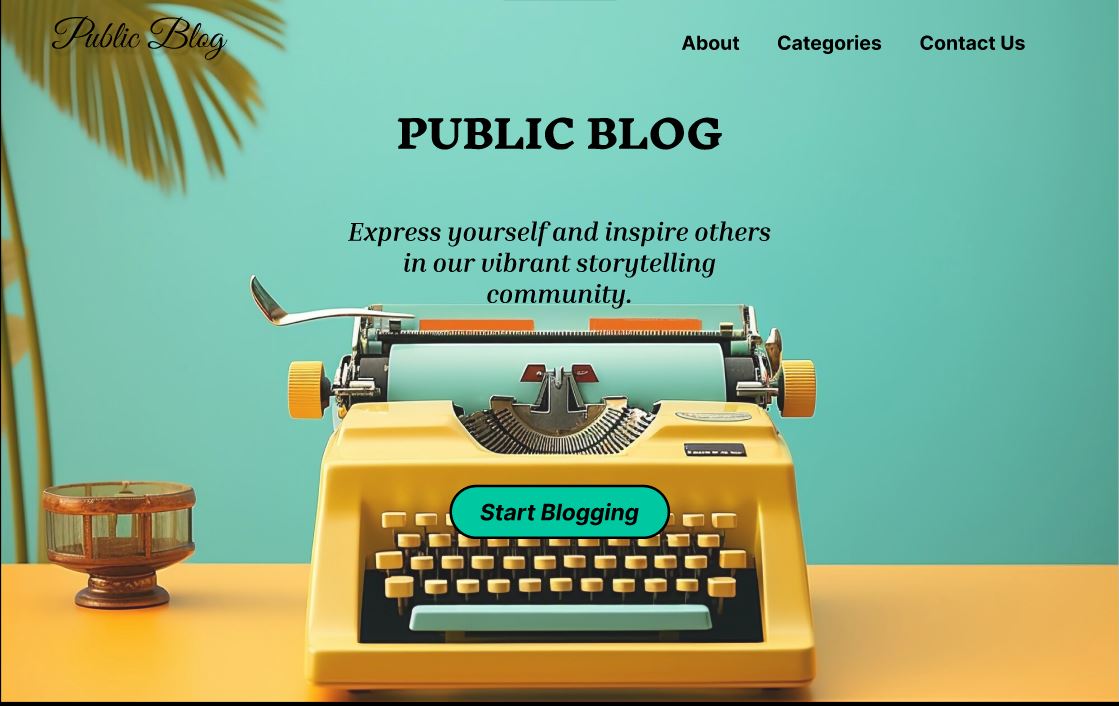 Public Blog
About Categories Contact Us
PUBLIC BLOG
Express yourself and inspire others
in our vibrant storytelling
community.
Start Blogging